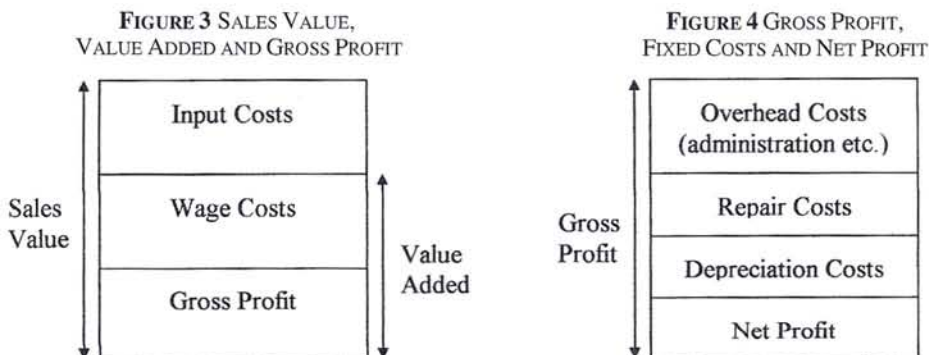 FIGURE 3 SALES VALUE,
VALUE ADDED AND GROSS PROFIT
Input Costs
Sales
Value
Wage Costs
Value
Added
Gross Profit
FIGURE 4 GROSS PROFIT,
FIXED COSTS AND NET PROFIT
Overhead Costs
(administration etc.)
Gross
Profit
Repair Costs
Depreciation Costs
Net Profit